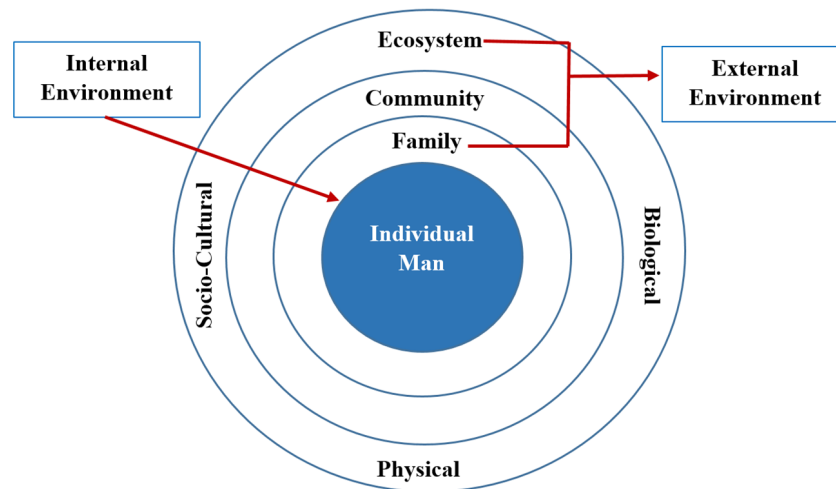 Ecosystem
Internal
Environment
External
Environment
Community
Family
Socio-Cultural
Biological
Individual
Man
Physical